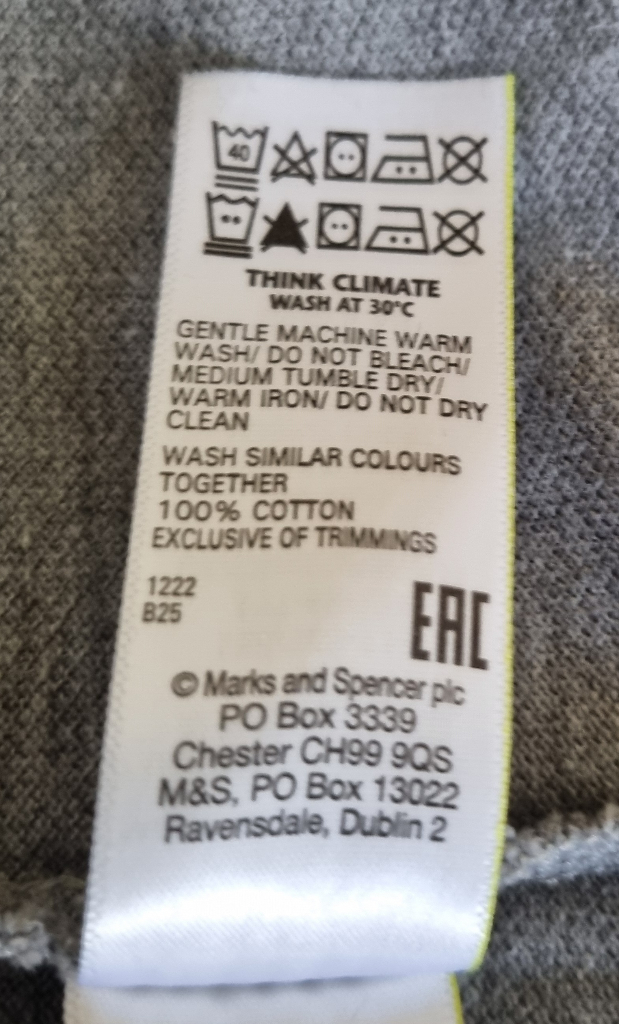 40
THINK CLIMATE
WASH AT 30°C
GENTLE MACHINE WARM
WASH/ DO NOT BLEACH/
MEDIUM TUMBLE DRY/
WARM IRON/ DO NOT DRY
CLEAN
WASH SIMILAR COLOURS
TOGETHER
100% COTTON
EXCLUSIVE OF TRIMMINGS
1222
B25
EAC
© Marks and Spencer plc
PO Box 3339
Chester CH99 9QS
M&S, PO Box 13022
Ravensdale, Dublin 2